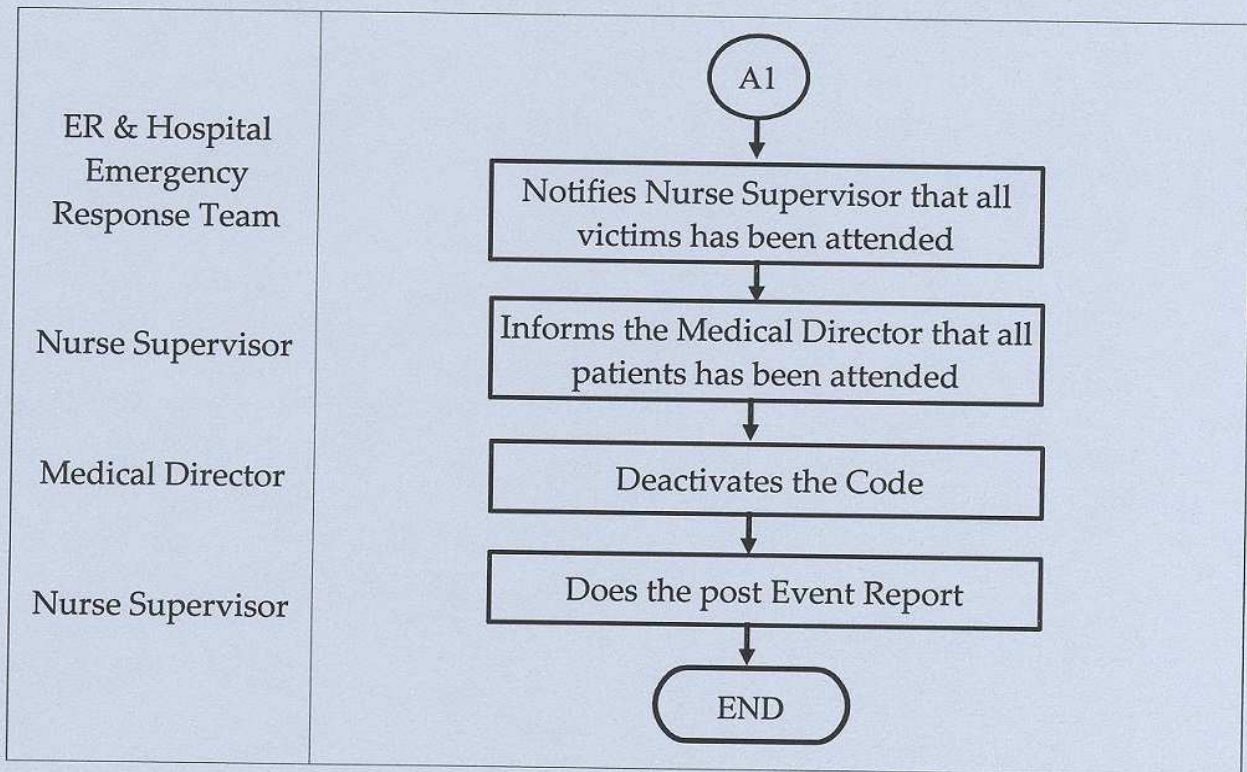 A1
ER & Hospital
Emergency
Response Team
Notifies Nurse Supervisor that all
victims has been attended
Nurse Supervisor
Informs the Medical Director that all
patients has been attended
Medical Director
Deactivates the Code
Nurse Supervisor
Does the post Event Report
END